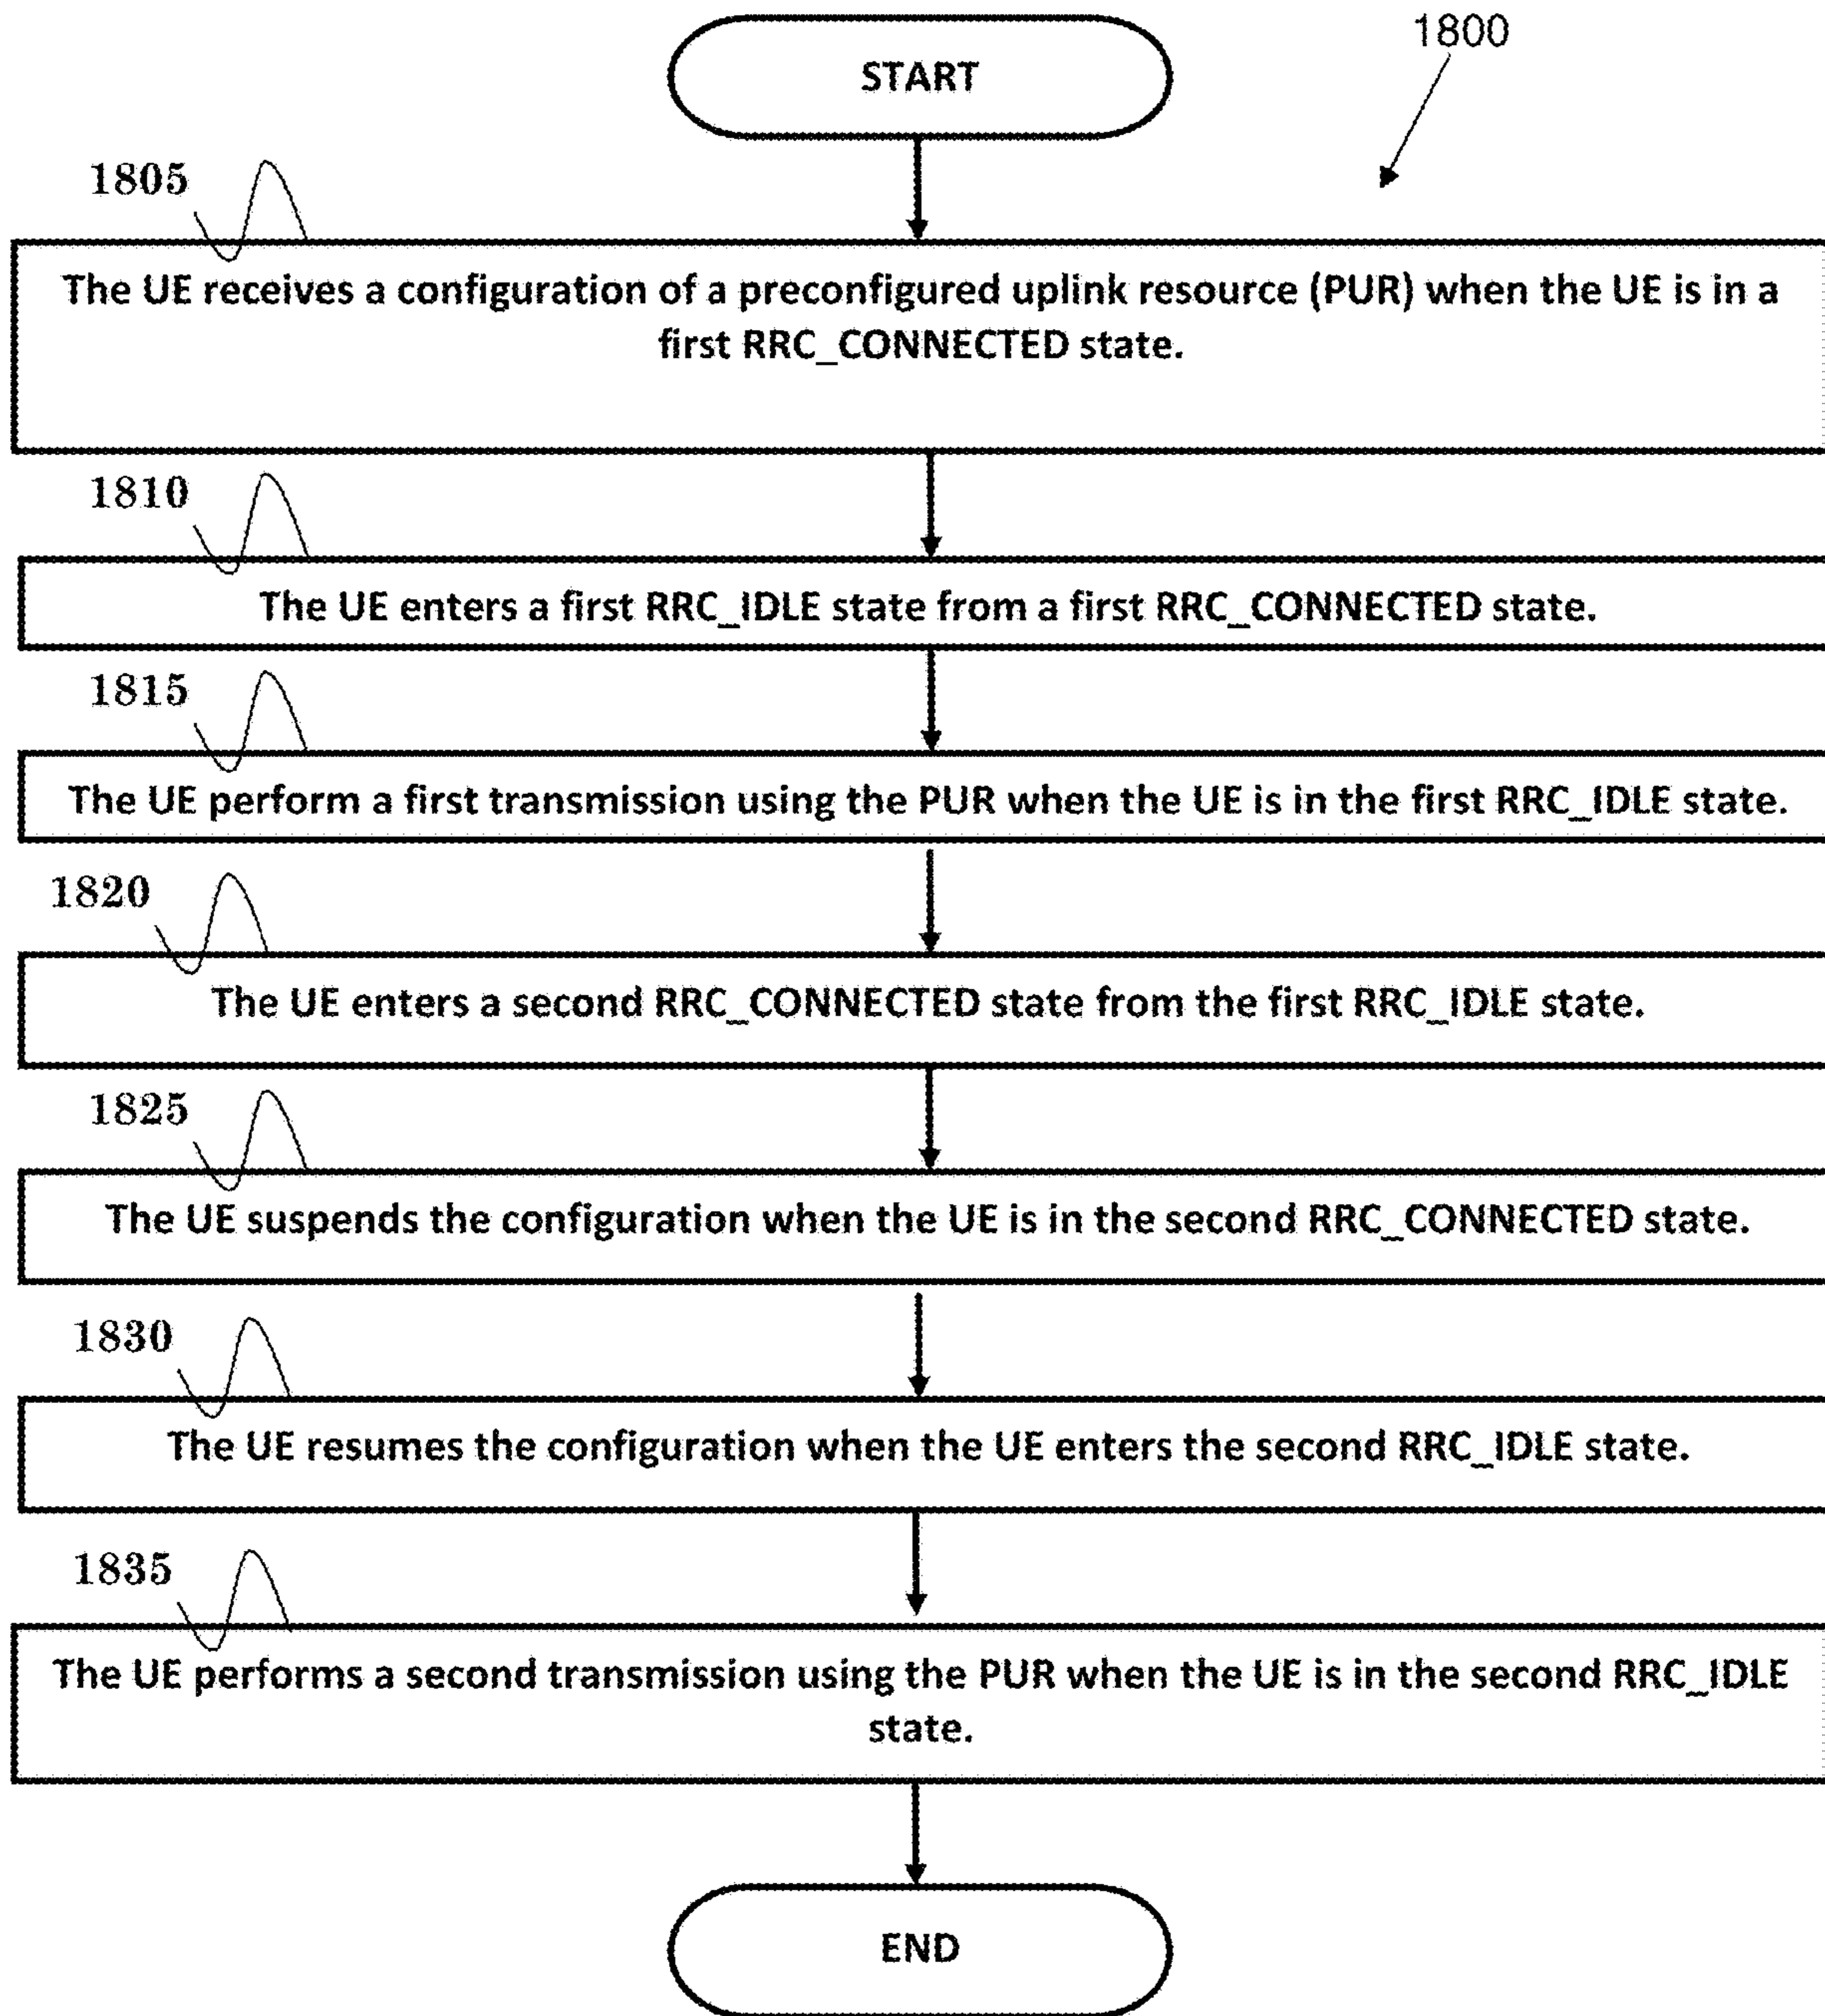 START
1800
1805
The UE receives a configuration of a preconfigured uplink resource (PUR) when the UE is in a
first RRC_CONNECTED state.
1810
The UE enters a first RRC_IDLE state from a first RRC_CONNECTED state.
1815
The UE perform a first transmission using the PUR when the UE is in the first RRC_IDLE state.
1820
The UE enters a second RRC_CONNECTED state from the first RRC_IDLE state.
1825
The UE suspends the configuration when the UE is in the second RRC_CONNECTED state.
1830
The UE resumes the configuration when the UE enters the second RRC_IDLE state.
1835
The UE performs a second transmission using the PUR when the UE is in the second RRC_IDLE
state.
END